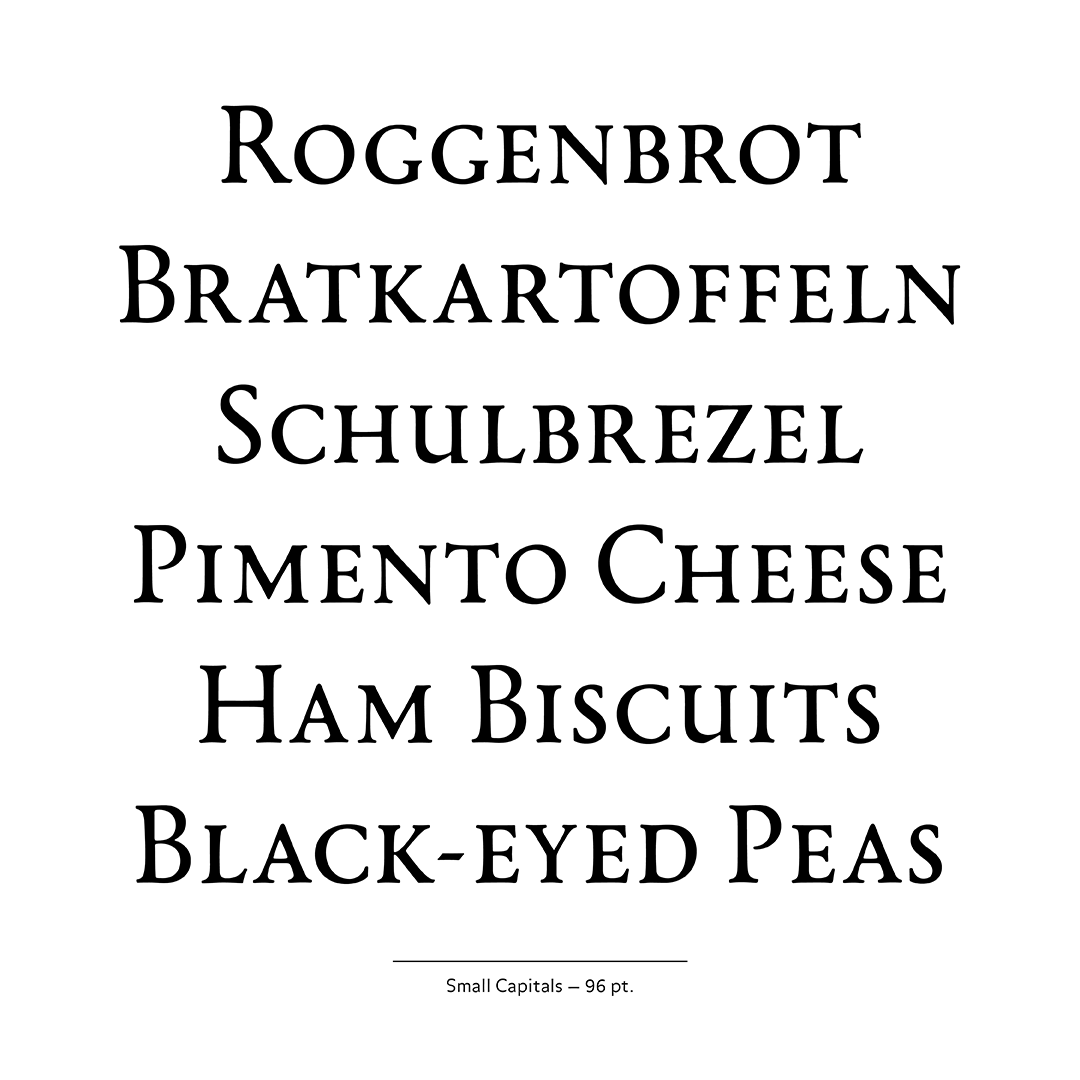 Roggenbrot
Bratkartoffeln
Schulbrezel
Pimento Cheese
Ham Biscuits
Black-eyed Peas
Small Capitals – 96 pt.